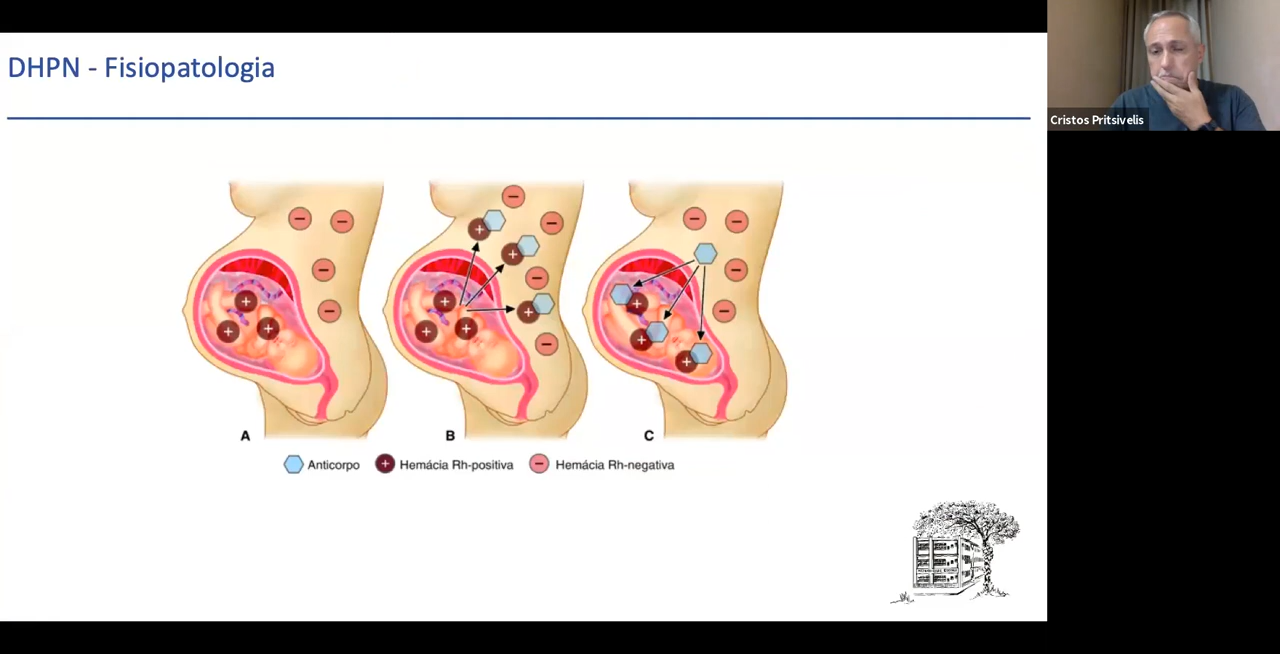 DHPN - Fisiopatologia
Cristos Pritsivelis
A
B
C
Anticorpo
+ Hemácia Rh-positiva
− Hemácia Rh-negativa